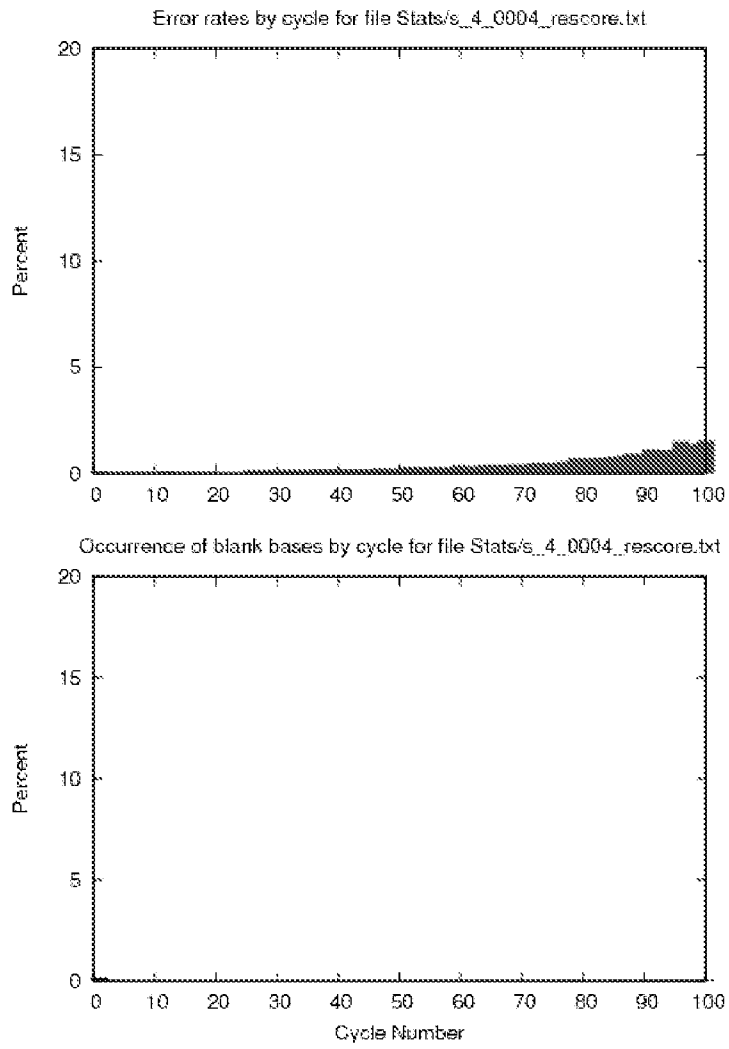 Error rates by cycle for file Stats/s_4_0004_rescore.txt
20
15
10
5
0
Percent
0 10 20 30 40 50 60 70 80 90 100
Occurrence of blank bases by cycle for file Stats/s_4_0004_rescore.txt
20
15
10
5
0
Percent
0 10 20 30 40 50 60 70 80 90 100
Cycle Number